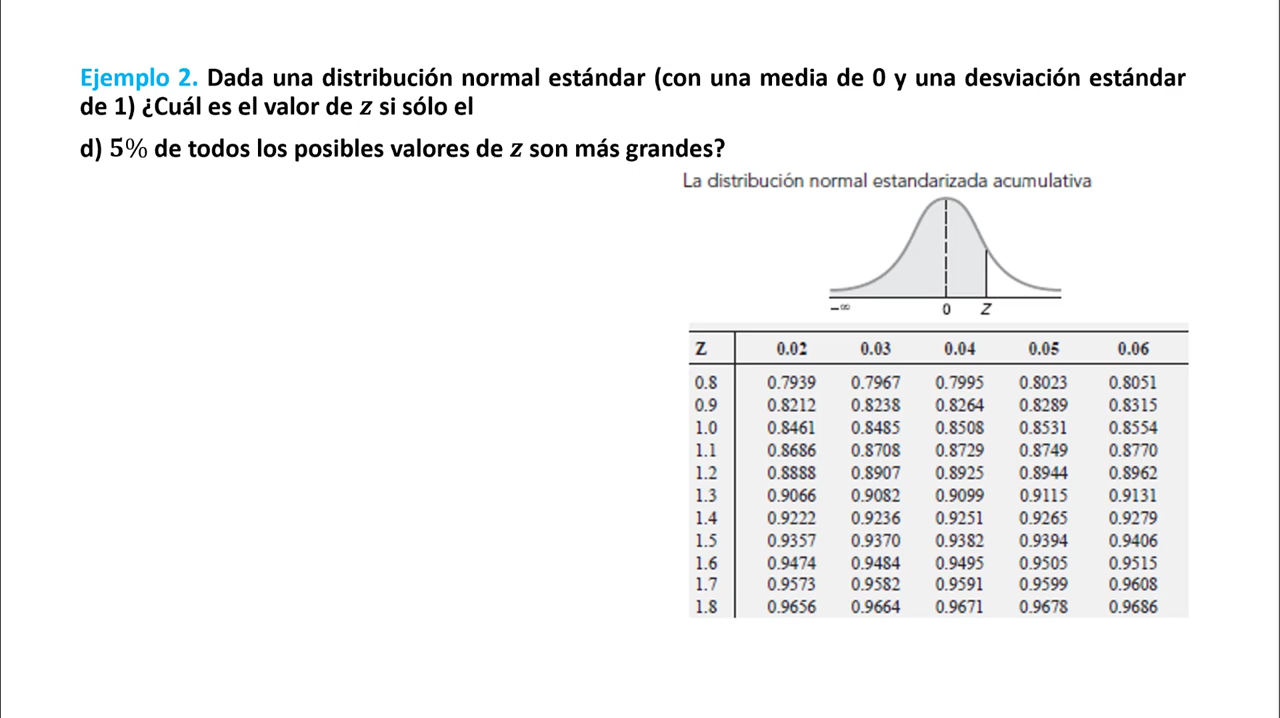 Ejemplo 2. Dada una distribución normal estándar (con una media de 0 y una desviación estándar
de 1) ¿Cuál es el valor de z si sólo el
d) 5% de todos los posibles valores de z son más grandes?
La distribución normal estandarizada acumulativa
−∞ 0 Z
Z 0.02 0.03 0.04 0.05 0.06
0.8 0.7939 0.7967 0.7995 0.8023 0.8051
0.9 0.8212 0.8238 0.8264 0.8289 0.8315
1.0 0.8461 0.8485 0.8508 0.8531 0.8554
1.1 0.8686 0.8708 0.8729 0.8749 0.8770
1.2 0.8888 0.8907 0.8925 0.8944 0.8962
1.3 0.9066 0.9082 0.9099 0.9115 0.9131
1.4 0.9222 0.9236 0.9251 0.9265 0.9279
1.5 0.9357 0.9370 0.9382 0.9394 0.9406
1.6 0.9474 0.9484 0.9495 0.9505 0.9515
1.7 0.9573 0.9582 0.9591 0.9599 0.9608
1.8 0.9656 0.9664 0.9671 0.9678 0.9686